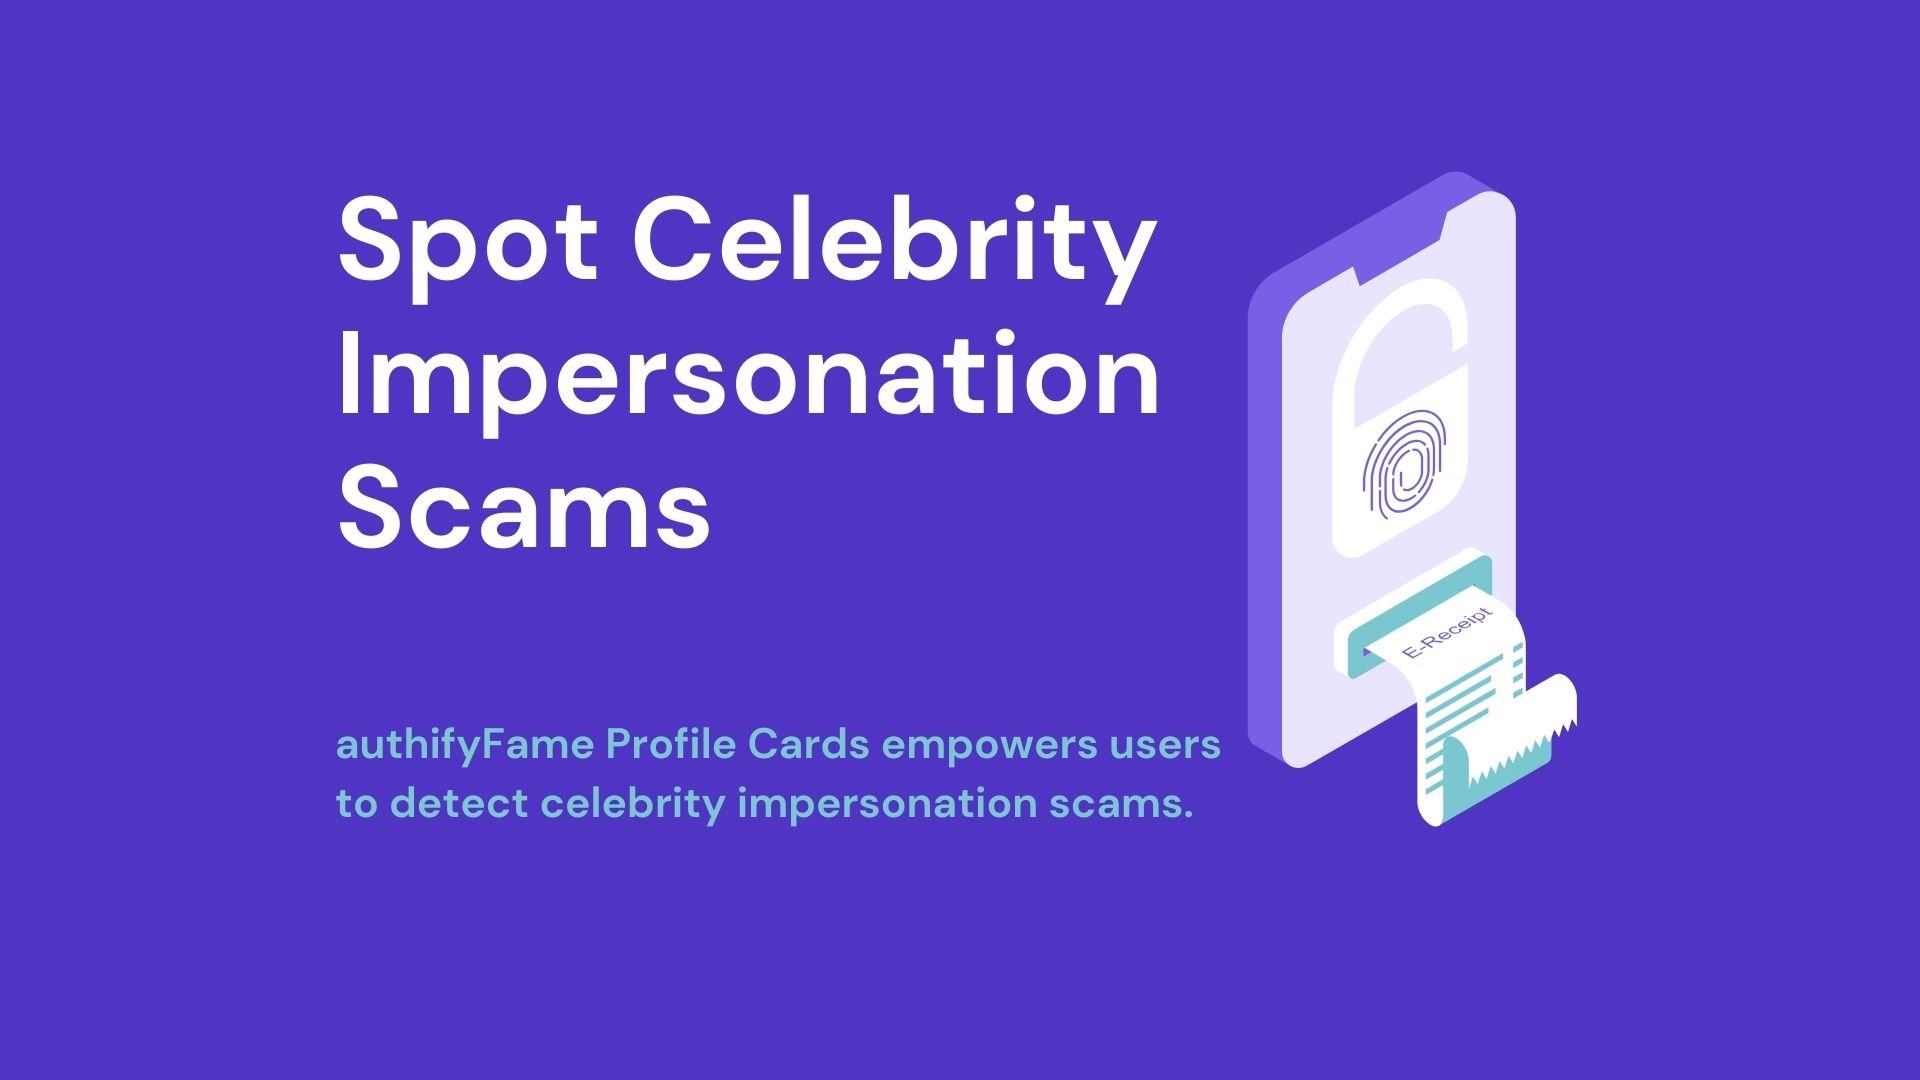 Spot Celebrity
Impersonation
Scams
authifyFame Profile Cards empowers users
to detect celebrity impersonation scams.
E-Receipt